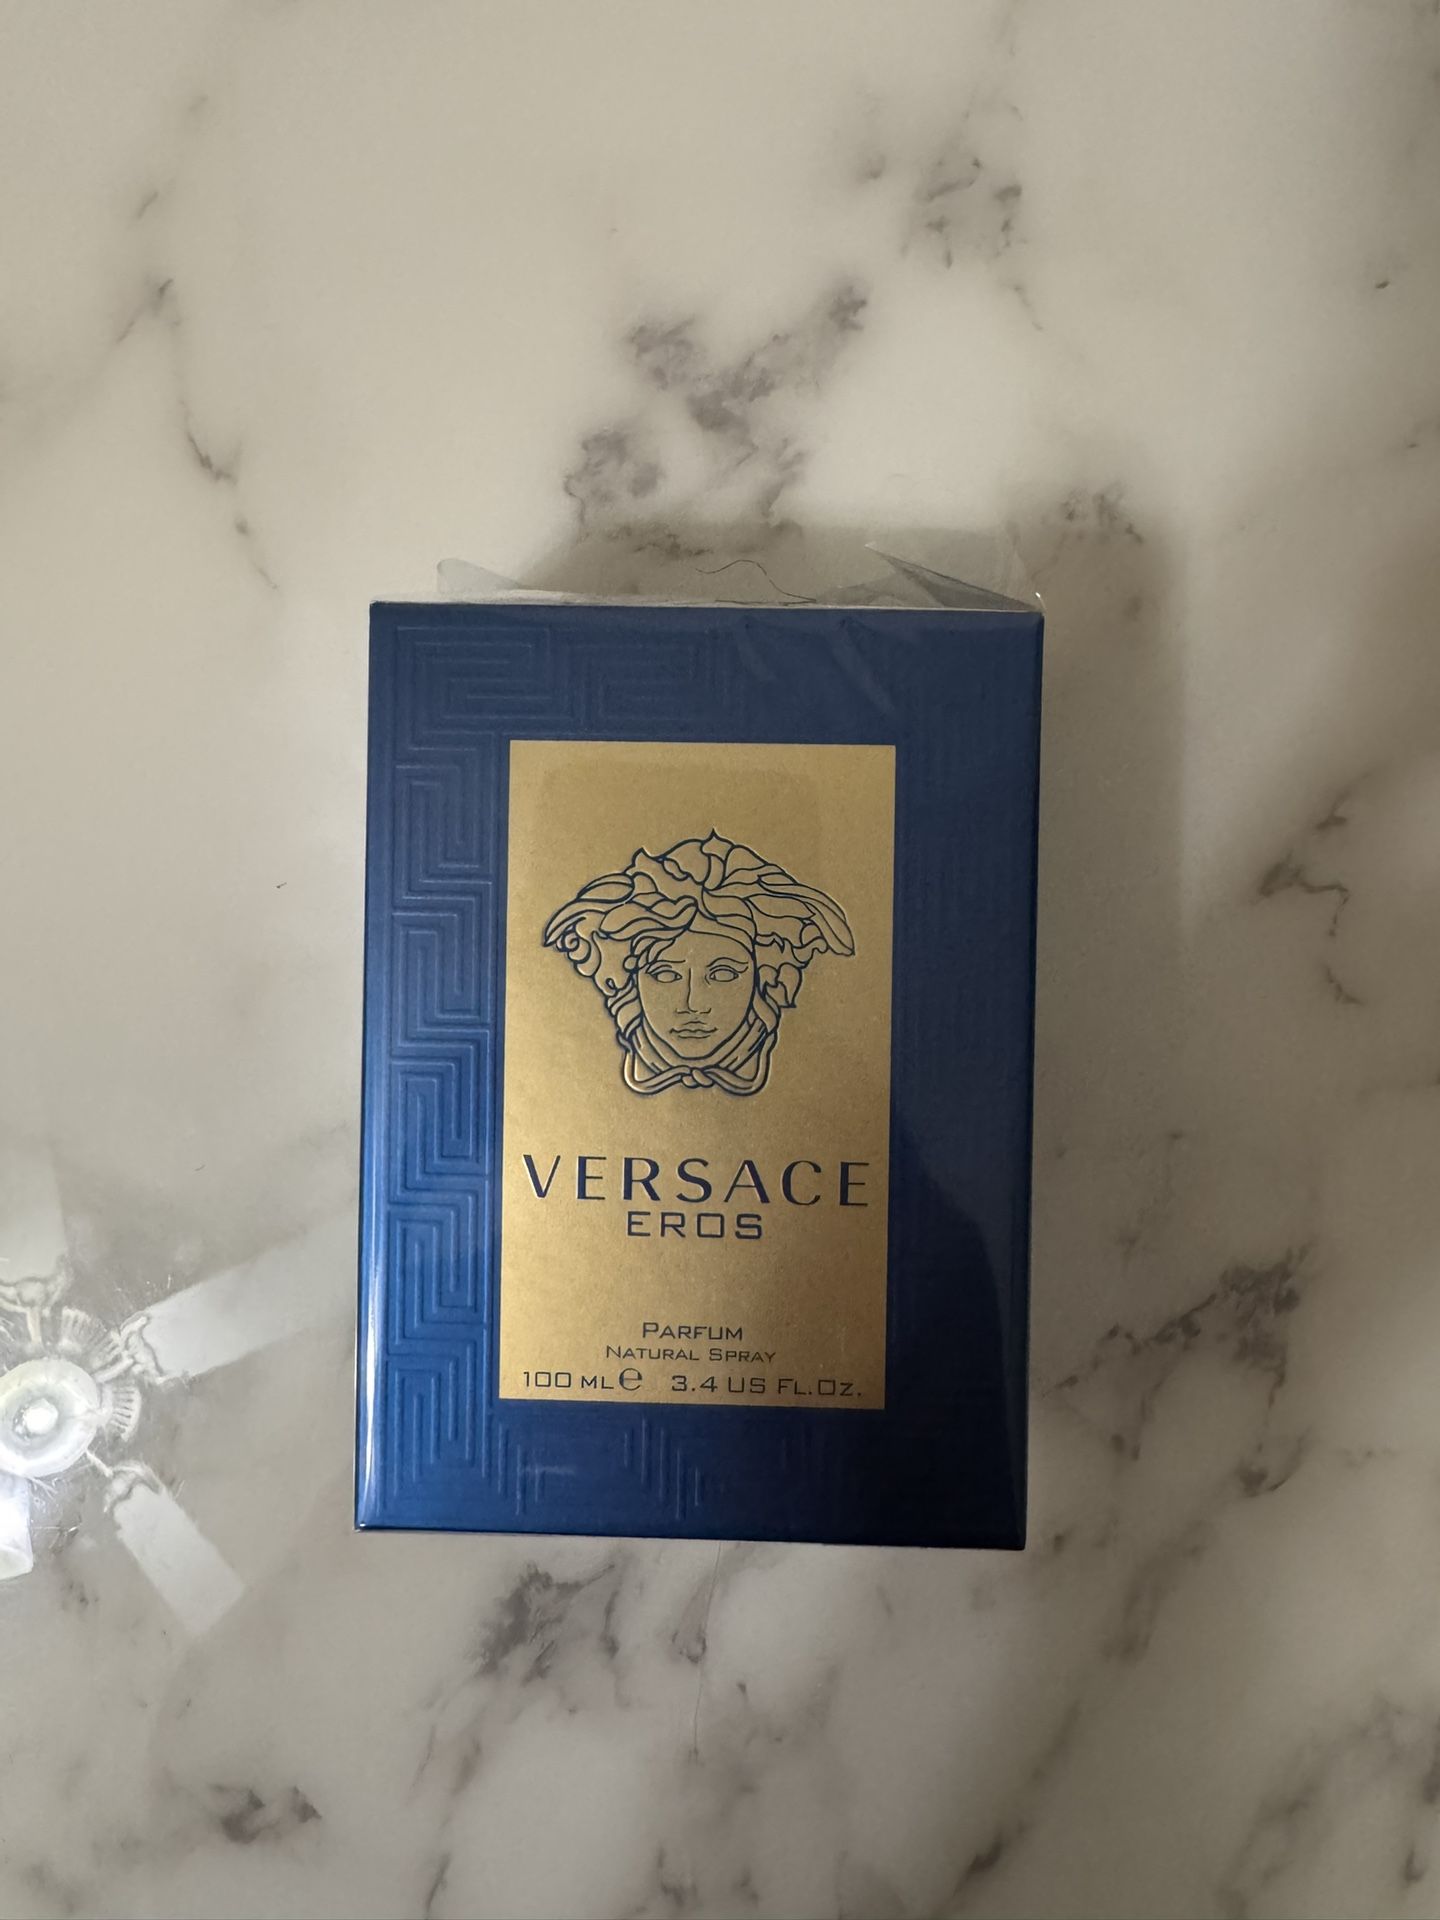 VERSACE
EROS
PARFUM
NATURAL SPRAY
100 ML ℮ 3.4 US FL.OZ.